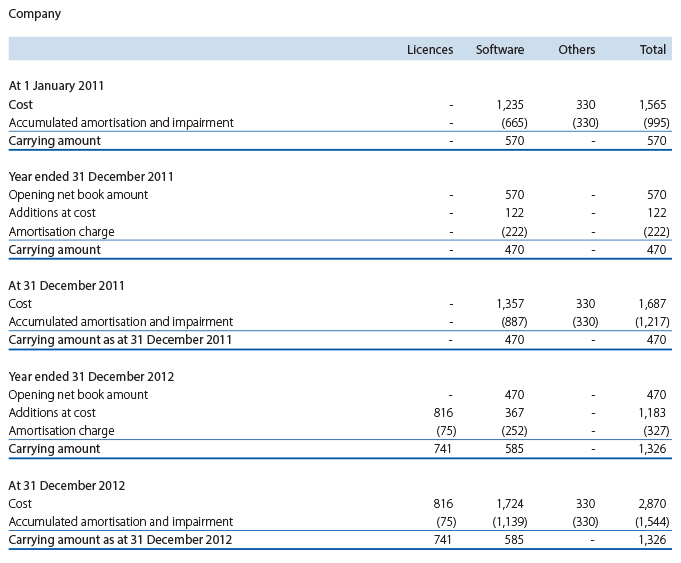 Company
Licences Software Others Total
At 1 January 2011
Cost - 1,235 330 1,565
Accumulated amortisation and impairment - (665) (330) (995)
Carrying amount - 570 - 570
Year ended 31 December 2011
Opening net book amount - 570 - 570
Additions at cost - 122 - 122
Amortisation charge - (222) - (222)
Carrying amount - 470 - 470
At 31 December 2011
Cost - 1,357 330 1,687
Accumulated amortisation and impairment - (887) (330) (1,217)
Carrying amount as at 31 December 2011 - 470 - 470
Year ended 31 December 2012
Opening net book amount - 470 - 470
Additions at cost 816 367 - 1,183
Amortisation charge (75) (252) - (327)
Carrying amount 741 585 - 1,326
At 31 December 2012
Cost 816 1,724 330 2,870
Accumulated amortisation and impairment (75) (1,139) (330) (1,544)
Carrying amount as at 31 December 2012 741 585 - 1,326